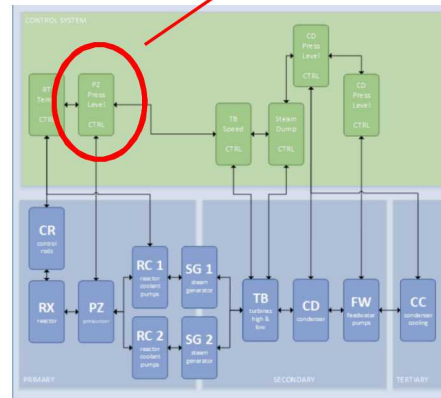 CONTROL SYSTEM
CD
Press
Level
CTRL
PZ
Press
Level
CTRL
CD
Press
Level
CTRL
TB
Speed
CTRL
Steam
Dump
CTRL
CR
control
rods
RC 1
reactor
coolant
pumps
SG 1
steam
generator
RX
reactor
PZ
pressurizer
TB
turbines
high &
low
CD
condenser
FW
feedwater
pumps
CC
condenser
cooling
RC 2
reactor
coolant
pumps
SG 2
steam
generator
PRIMARY
SECONDARY
TERTIARY